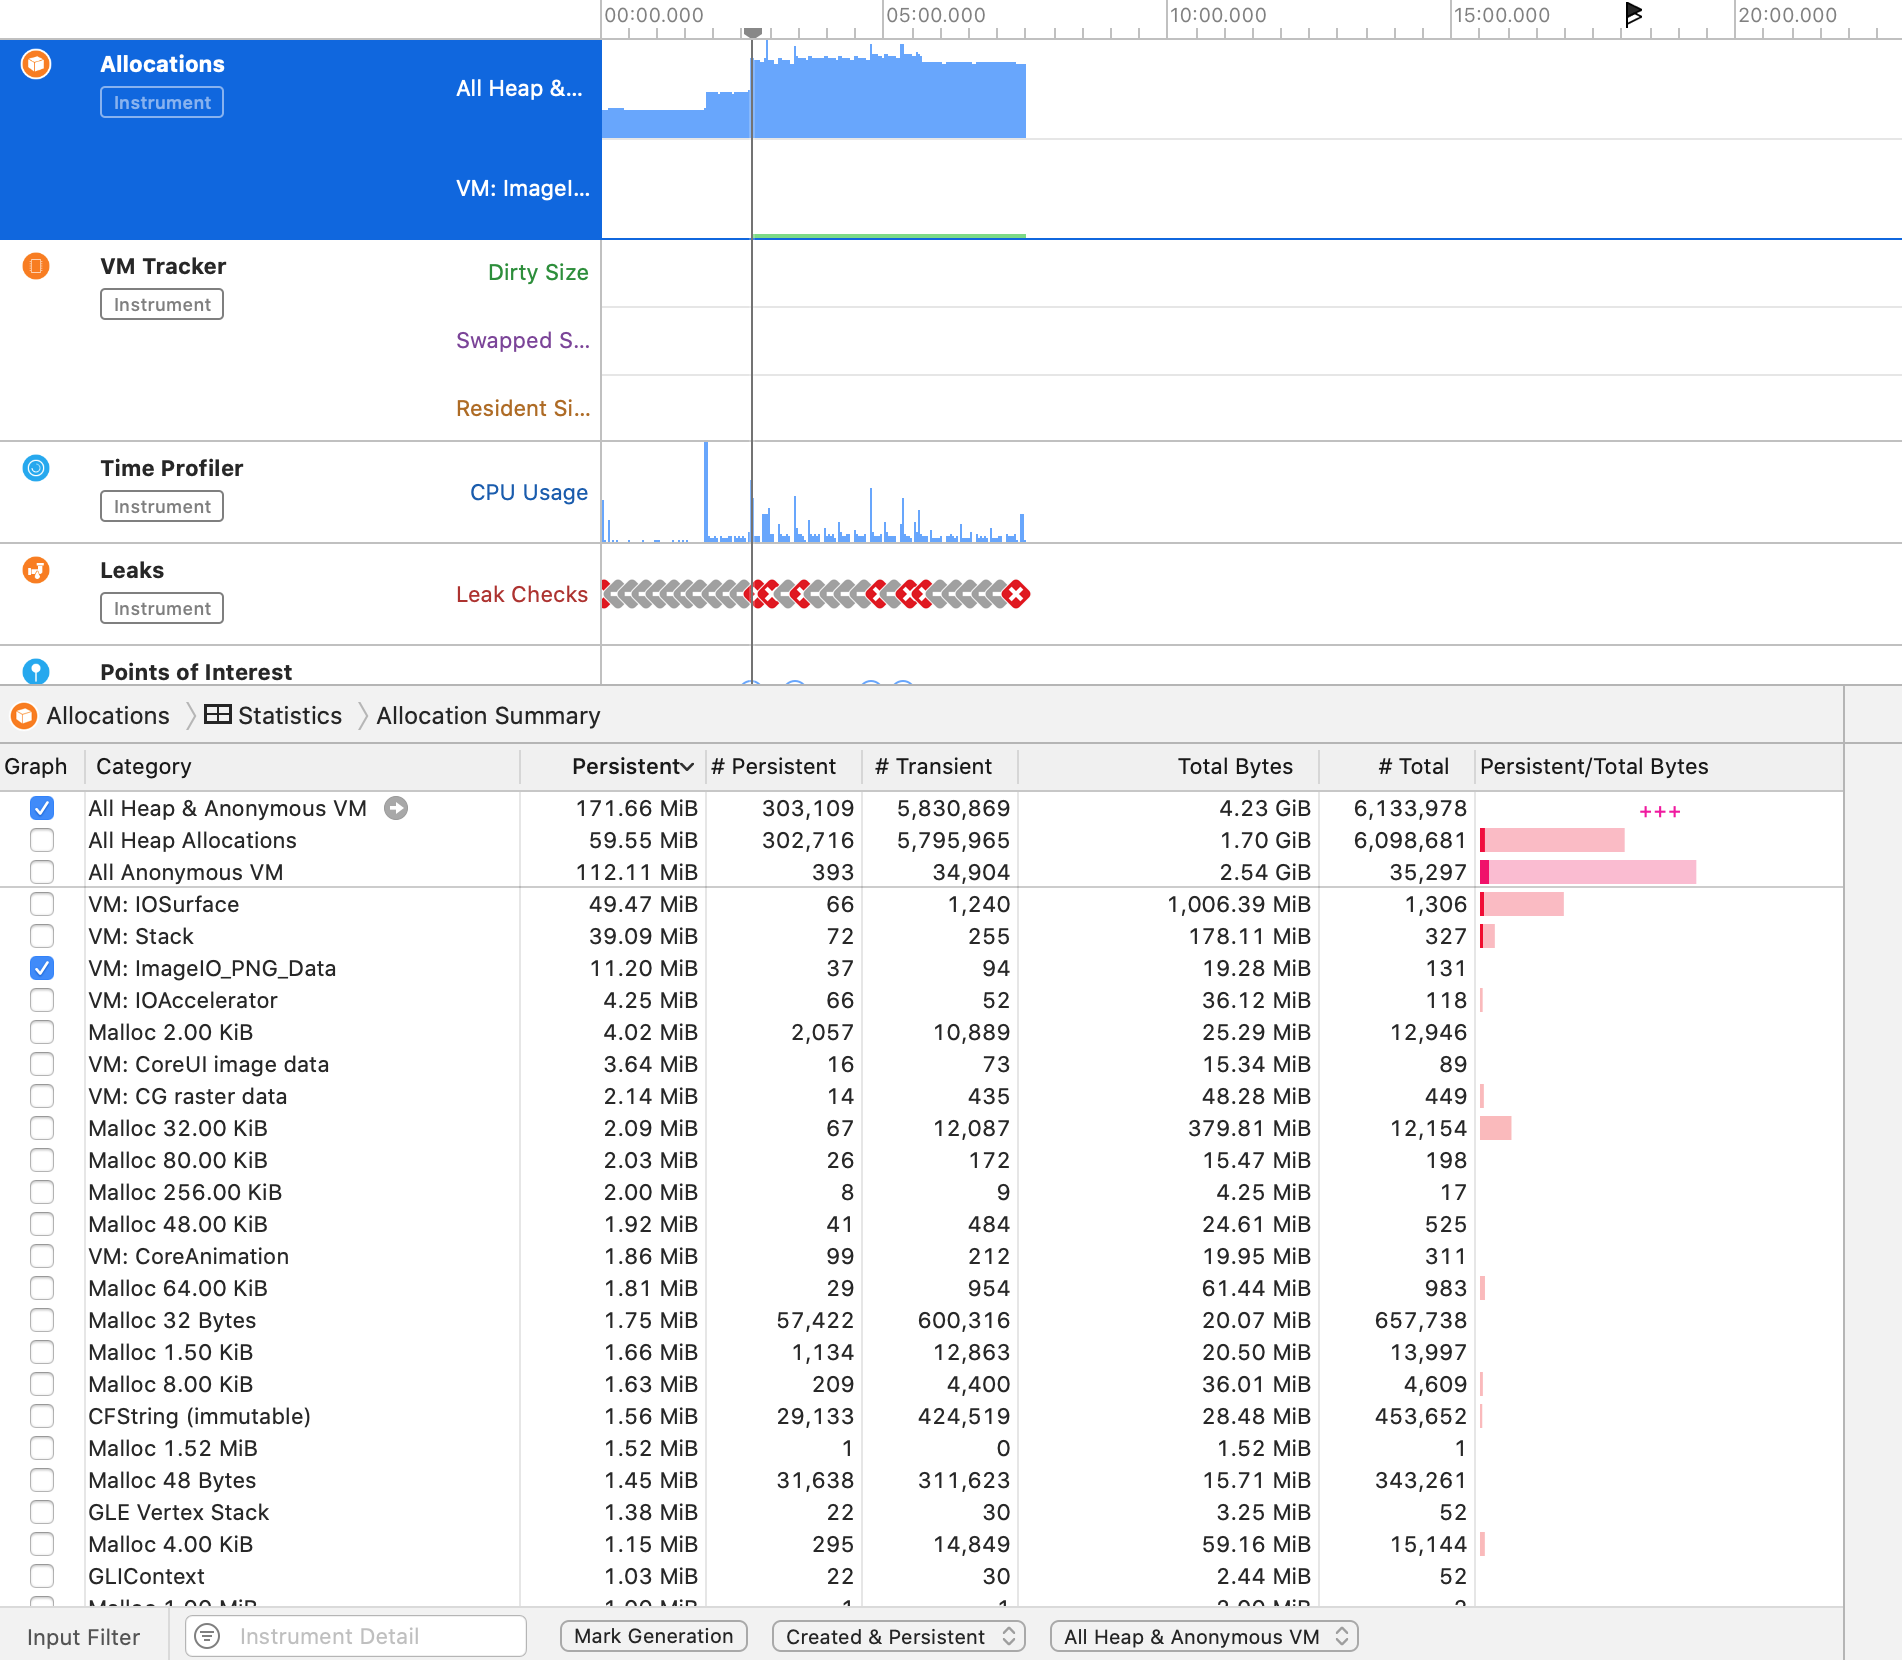 00:00.000 05:00.000 10:00.000 15:00.000 20:00.000
Allocations
Instrument
All Heap &...
VM: ImageI...
VM Tracker
Instrument
Dirty Size
Swapped S...
Resident Si...
Time Profiler
Instrument
CPU Usage
Leaks
Instrument
Leak Checks
Points of Interest
Allocations Statistics Allocation Summary
Graph Category Persistent # Persistent # Transient Total Bytes # Total Persistent/Total Bytes
All Heap & Anonymous VM 171.66 MiB 303,109 5,830,869 4.23 GiB 6,133,978 +++
All Heap Allocations 59.55 MiB 302,716 5,795,965 1.70 GiB 6,098,681
All Anonymous VM 112.11 MiB 393 34,904 2.54 GiB 35,297
VM: IOSurface 49.47 MiB 66 1,240 1,006.39 MiB 1,306
VM: Stack 39.09 MiB 72 255 178.11 MiB 327
VM: ImageIO_PNG_Data 11.20 MiB 37 94 19.28 MiB 131
VM: IOAccelerator 4.25 MiB 66 52 36.12 MiB 118
Malloc 2.00 KiB 4.02 MiB 2,057 10,889 25.29 MiB 12,946
VM: CoreUI image data 3.64 MiB 16 73 15.34 MiB 89
VM: CG raster data 2.14 MiB 14 435 48.28 MiB 449
Malloc 32.00 KiB 2.09 MiB 67 12,087 379.81 MiB 12,154
Malloc 80.00 KiB 2.03 MiB 26 172 15.47 MiB 198
Malloc 256.00 KiB 2.00 MiB 8 9 4.25 MiB 17
Malloc 48.00 KiB 1.92 MiB 41 484 24.61 MiB 525
VM: CoreAnimation 1.86 MiB 99 212 19.95 MiB 311
Malloc 64.00 KiB 1.81 MiB 29 954 61.44 MiB 983
Malloc 32 Bytes 1.75 MiB 57,422 600,316 20.07 MiB 657,738
Malloc 1.50 KiB 1.66 MiB 1,134 12,863 20.50 MiB 13,997
Malloc 8.00 KiB 1.63 MiB 209 4,400 36.01 MiB 4,609
CFString (immutable) 1.56 MiB 29,133 424,519 28.48 MiB 453,652
Malloc 1.52 MiB 1.52 MiB 1 0 1.52 MiB 1
Malloc 48 Bytes 1.45 MiB 31,638 311,623 15.71 MiB 343,261
GLE Vertex Stack 1.38 MiB 22 30 3.25 MiB 52
Malloc 4.00 KiB 1.15 MiB 295 14,849 59.16 MiB 15,144
GLIContext 1.03 MiB 22 30 2.44 MiB 52
Malloc 1.00 MiB 1.00 MiB 1 1 2.00 MiB 2
Input Filter Instrument Detail Mark Generation Created & Persistent All Heap & Anonymous VM